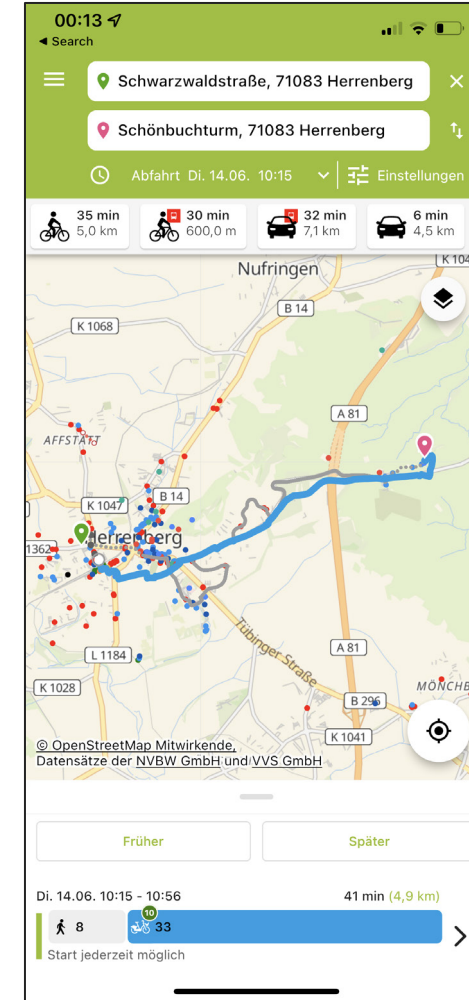 00:13
◀ Search
Schwarzwaldstraße, 71083 Herrenberg
Schönbuchturm, 71083 Herrenberg
Abfahrt Di. 14.06. 10:15
Einstellungen
35 min
5,0 km
30 min
600,0 m
32 min
7,1 km
6 min
4,5 km
K 104
Nufringen
B 14
K 1068
A 81
AFFSTÄTT
K 1047
B 14
Herrenberg
1362
Tübinger Straße
L 1184
A 81
K 1028
B 296
MÖNCHB
K 1041
© OpenStreetMap Mitwirkende,
Datensätze der NVBW GmbH und VVS GmbH
Früher
Später
Di. 14.06. 10:15 - 10:56
41 min (4,9 km)
10
8
33
Start jederzeit möglich